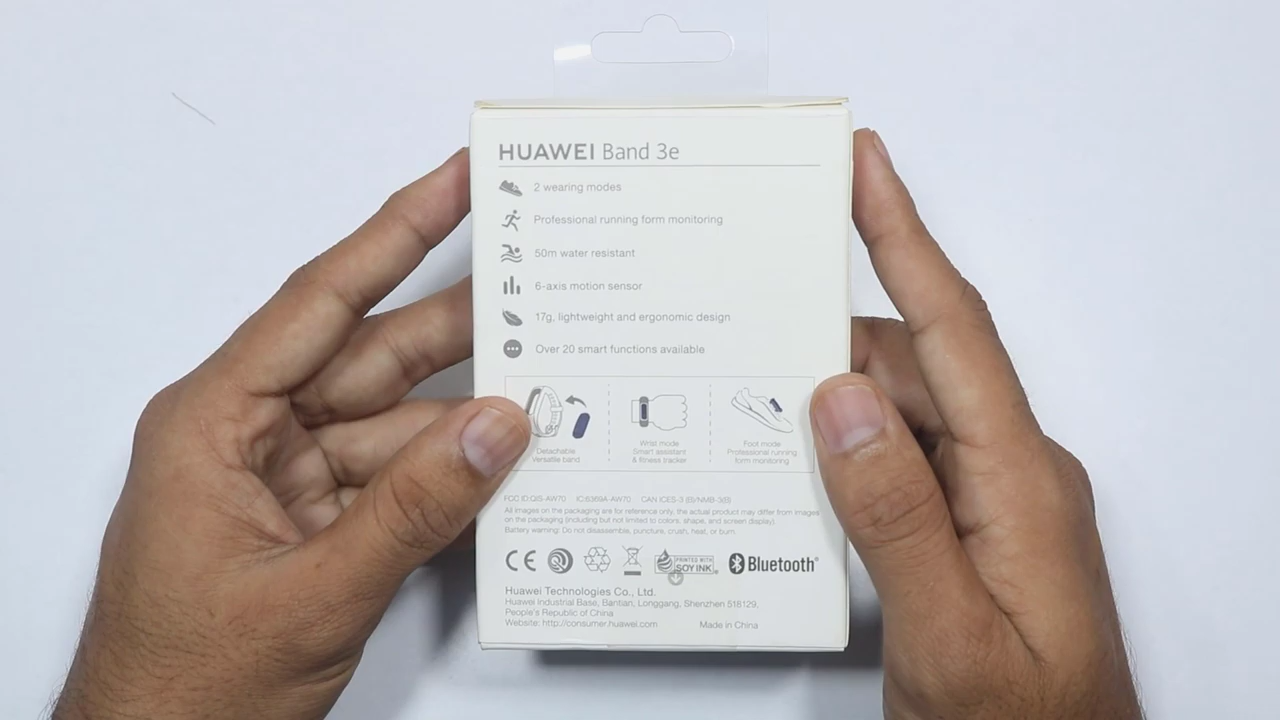 HUAWEI Band 3e
2 wearing modes
Professional running form monitoring
50m water resistant
6-axis motion sensor
17g, lightweight and ergonomic design
Over 20 smart functions available
Detachable
Versatile band
Wrist mode
Smart assistant
& fitness tracker
Foot mode
Professional running
form monitoring
FCC ID:QIS-AW70 IC:6369A-AW70 CAN ICES-3 (B)/NMB-3(B)
All images on the packaging are for reference only, the actual product may differ from images
on the packaging (including but not limited to colors, shape, and screen display).
Battery warning: Do not disassemble, puncture, crush, heat, or burn.
CE PRINTED WITH SOY INK Bluetooth®
Huawei Technologies Co., Ltd.
Huawei Industrial Base, Bantian, Longgang, Shenzhen 518129,
People's Republic of China
Website: http://consumer.huawei.com Made in China